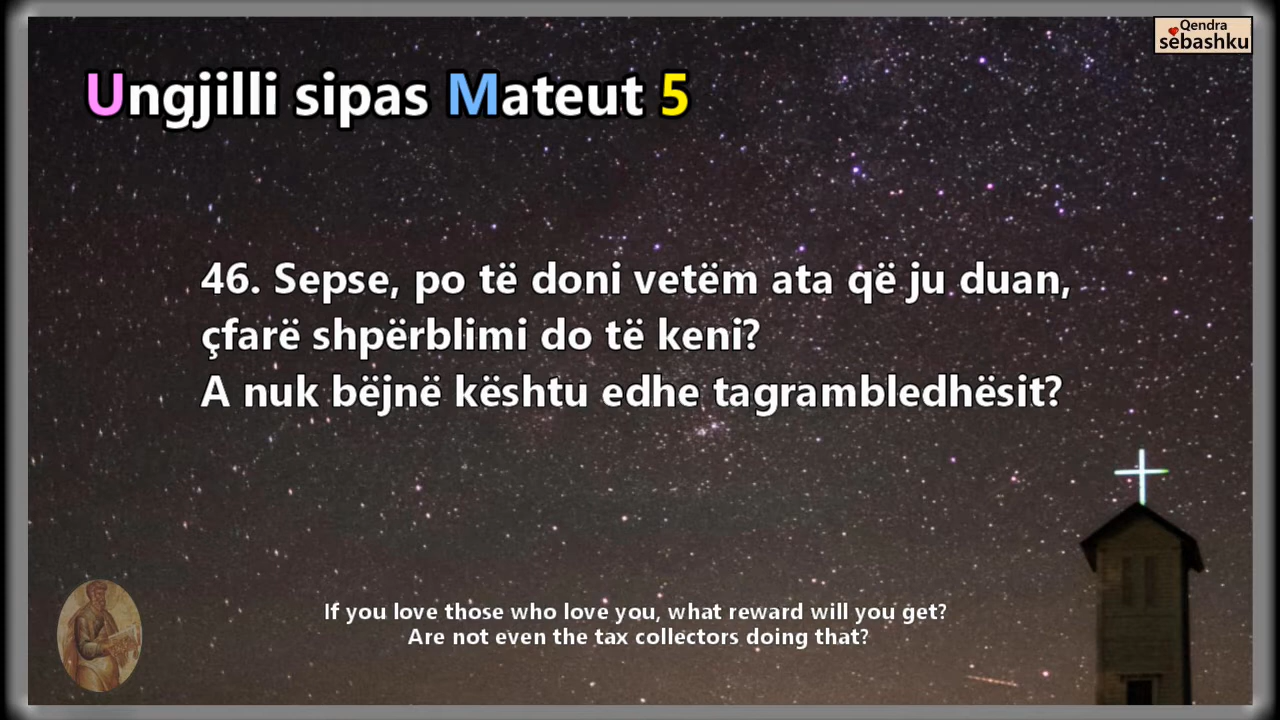 Qendra
sëbashku
Ungjilli sipas Mateut 5
46. Sepse, po të doni vetëm ata që ju duan,
çfarë shpërblimi do të keni?
A nuk bëjnë kështu edhe tagrambledhësit?
If you love those who love you, what reward will you get?
Are not even the tax collectors doing that?